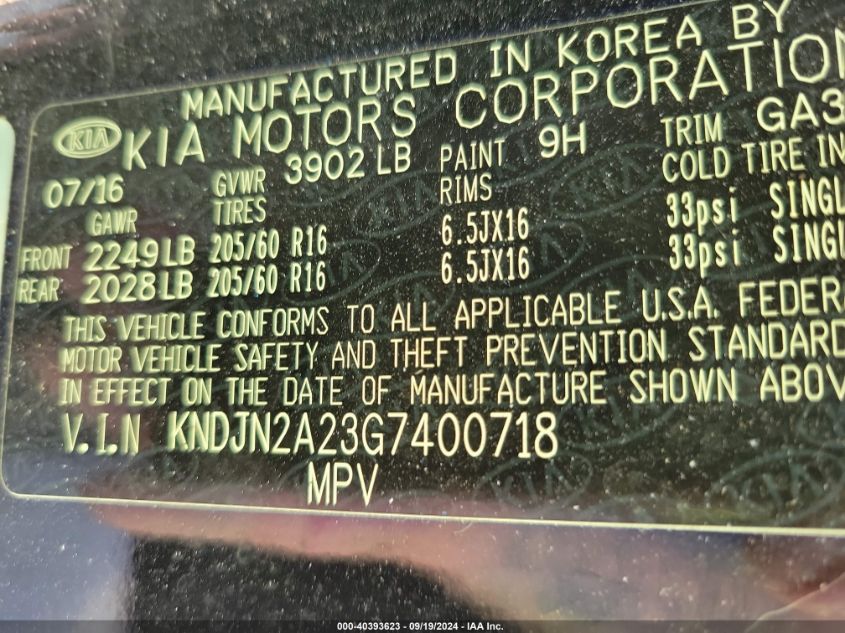 MANUFACTURED IN KOREA BY
KIA KIA MOTORS CORPORATION
07/16 GVWR 3902 LB PAINT 9H TRIM GA3
GAWR TIRES RIMS COLD TIRE IN
FRONT 2249LB 205/60 R16 6.5JX16 33psi SINGL
REAR 2028LB 205/60 R16 6.5JX16 33psi SINGL
THIS VEHICLE CONFORMS TO ALL APPLICABLE U.S.A. FEDERA
MOTOR VEHICLE SAFETY AND THEFT PREVENTION STANDARD
IN EFFECT ON THE DATE OF MANUFACTURE SHOWN ABOV
V.I.N KNDJN2A23G7400718
MPV
000-40393623 - 09/19/2024 - IAA Inc.